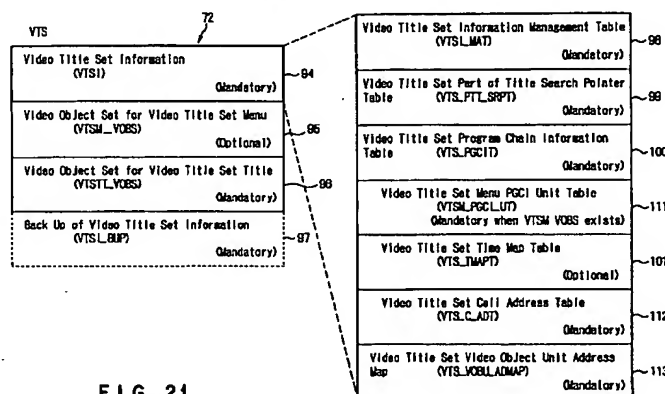 VTS
72
Video Title Set Information
(VTSI)
(Mandatory)
94
Video Object Set for Video Title Set Menu
(VTSM_VOBS)
(Optional)
95
Video Object Set for Video Title Set Title
(VTSTT_VOBS)
(Mandatory)
96
Back Up of Video Title Set Information
(VTSI_BUP)
(Mandatory)
97
Video Title Set Information Management Table
(VTSI_MAT)
(Mandatory)
98
Video Title Set Part of Title Search Pointer
Table (VTS_PTT_SRPT)
(Mandatory)
99
Video Title Set Program Chain Information
Table (VTS_PGCIT)
(Mandatory)
100
Video Title Set Menu PGCI Unit Table
(VTSM_PGCI_UT)
(Mandatory when VTSM VOBS exists)
111
Video Title Set Time Map Table
(VTS_TMAPT)
(Optional)
101
Video Title Set Cell Address Table
(VTS_C_ADT)
(Mandatory)
112
Video Title Set Video Object Unit Address
Map (VTS_VOBU_ADMAP)
(Mandatory)
113
FIG. 21